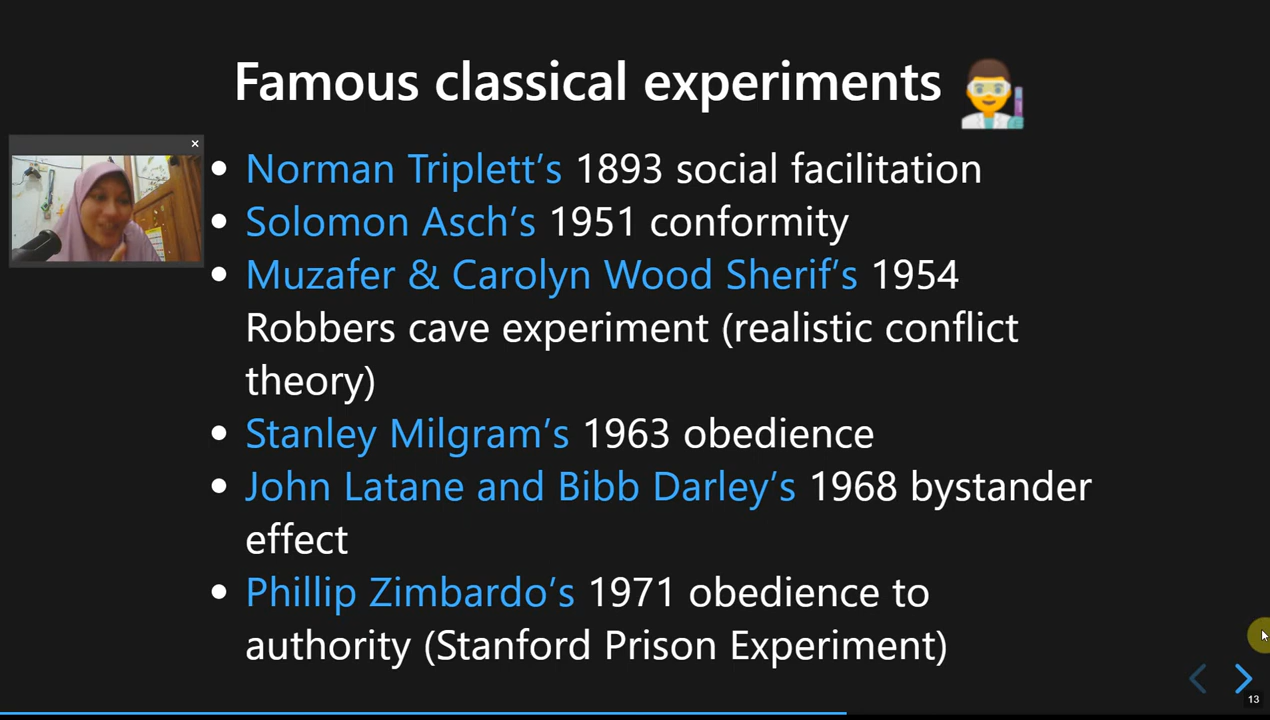 Famous classical experiments
Norman Triplett’s 1893 social facilitation
Solomon Asch’s 1951 conformity
Muzafer & Carolyn Wood Sherif’s 1954
Robbers cave experiment (realistic conflict
theory)
Stanley Milgram’s 1963 obedience
John Latane and Bibb Darley’s 1968 bystander
effect
Phillip Zimbardo’s 1971 obedience to
authority (Stanford Prison Experiment)
13